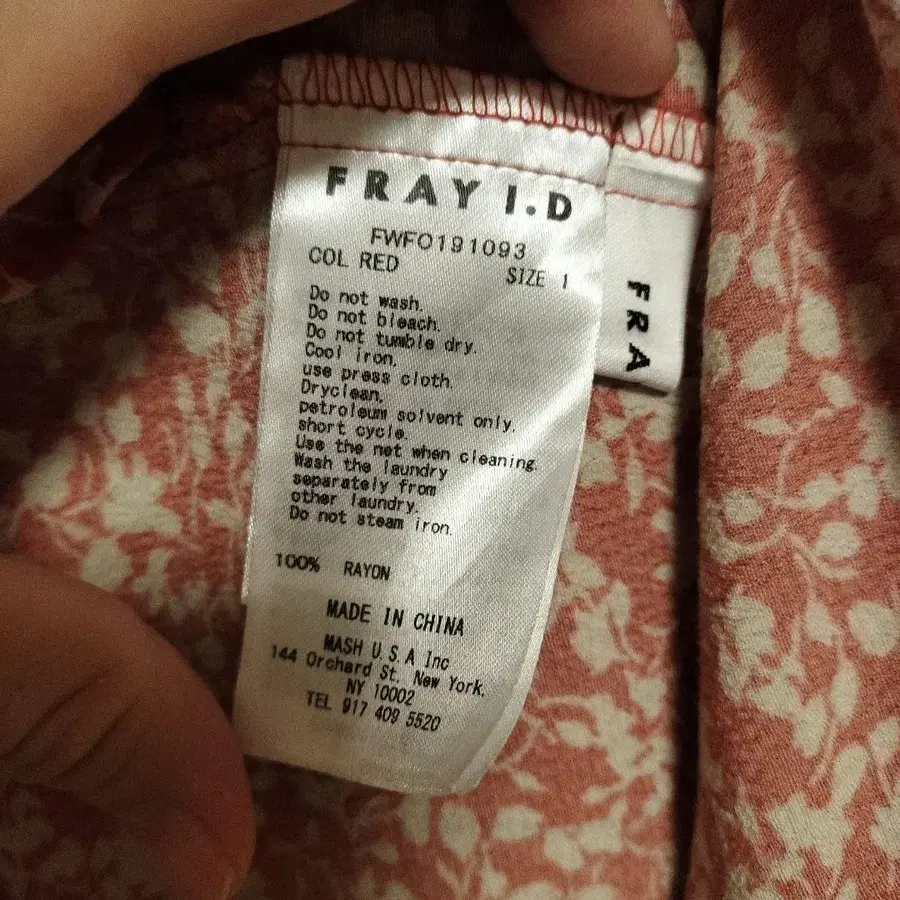 FRAY I.D
FWFO191093
COL RED SIZE 1
Do not wash.
Do not bleach.
Do not tumble dry.
Cool iron,
use press cloth.
Dryclean,
petroleum solvent only,
short cycle.
Use the net when cleaning.
Wash the laundry
separately from
other laundry.
Do not steam iron.
100% RAYON
MADE IN CHINA
MASH U.S.A Inc
144 Orchard St. New York.
NY 10002
TEL 917 409 5520
FRA